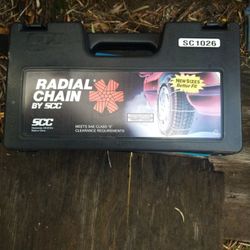 SC1026
RADIAL
CHAIN
BY SCC
NEW SIZES
Better Fit!
SCC
MEETS SAE CLASS 'S'
CLEARANCE REQUIREMENTS